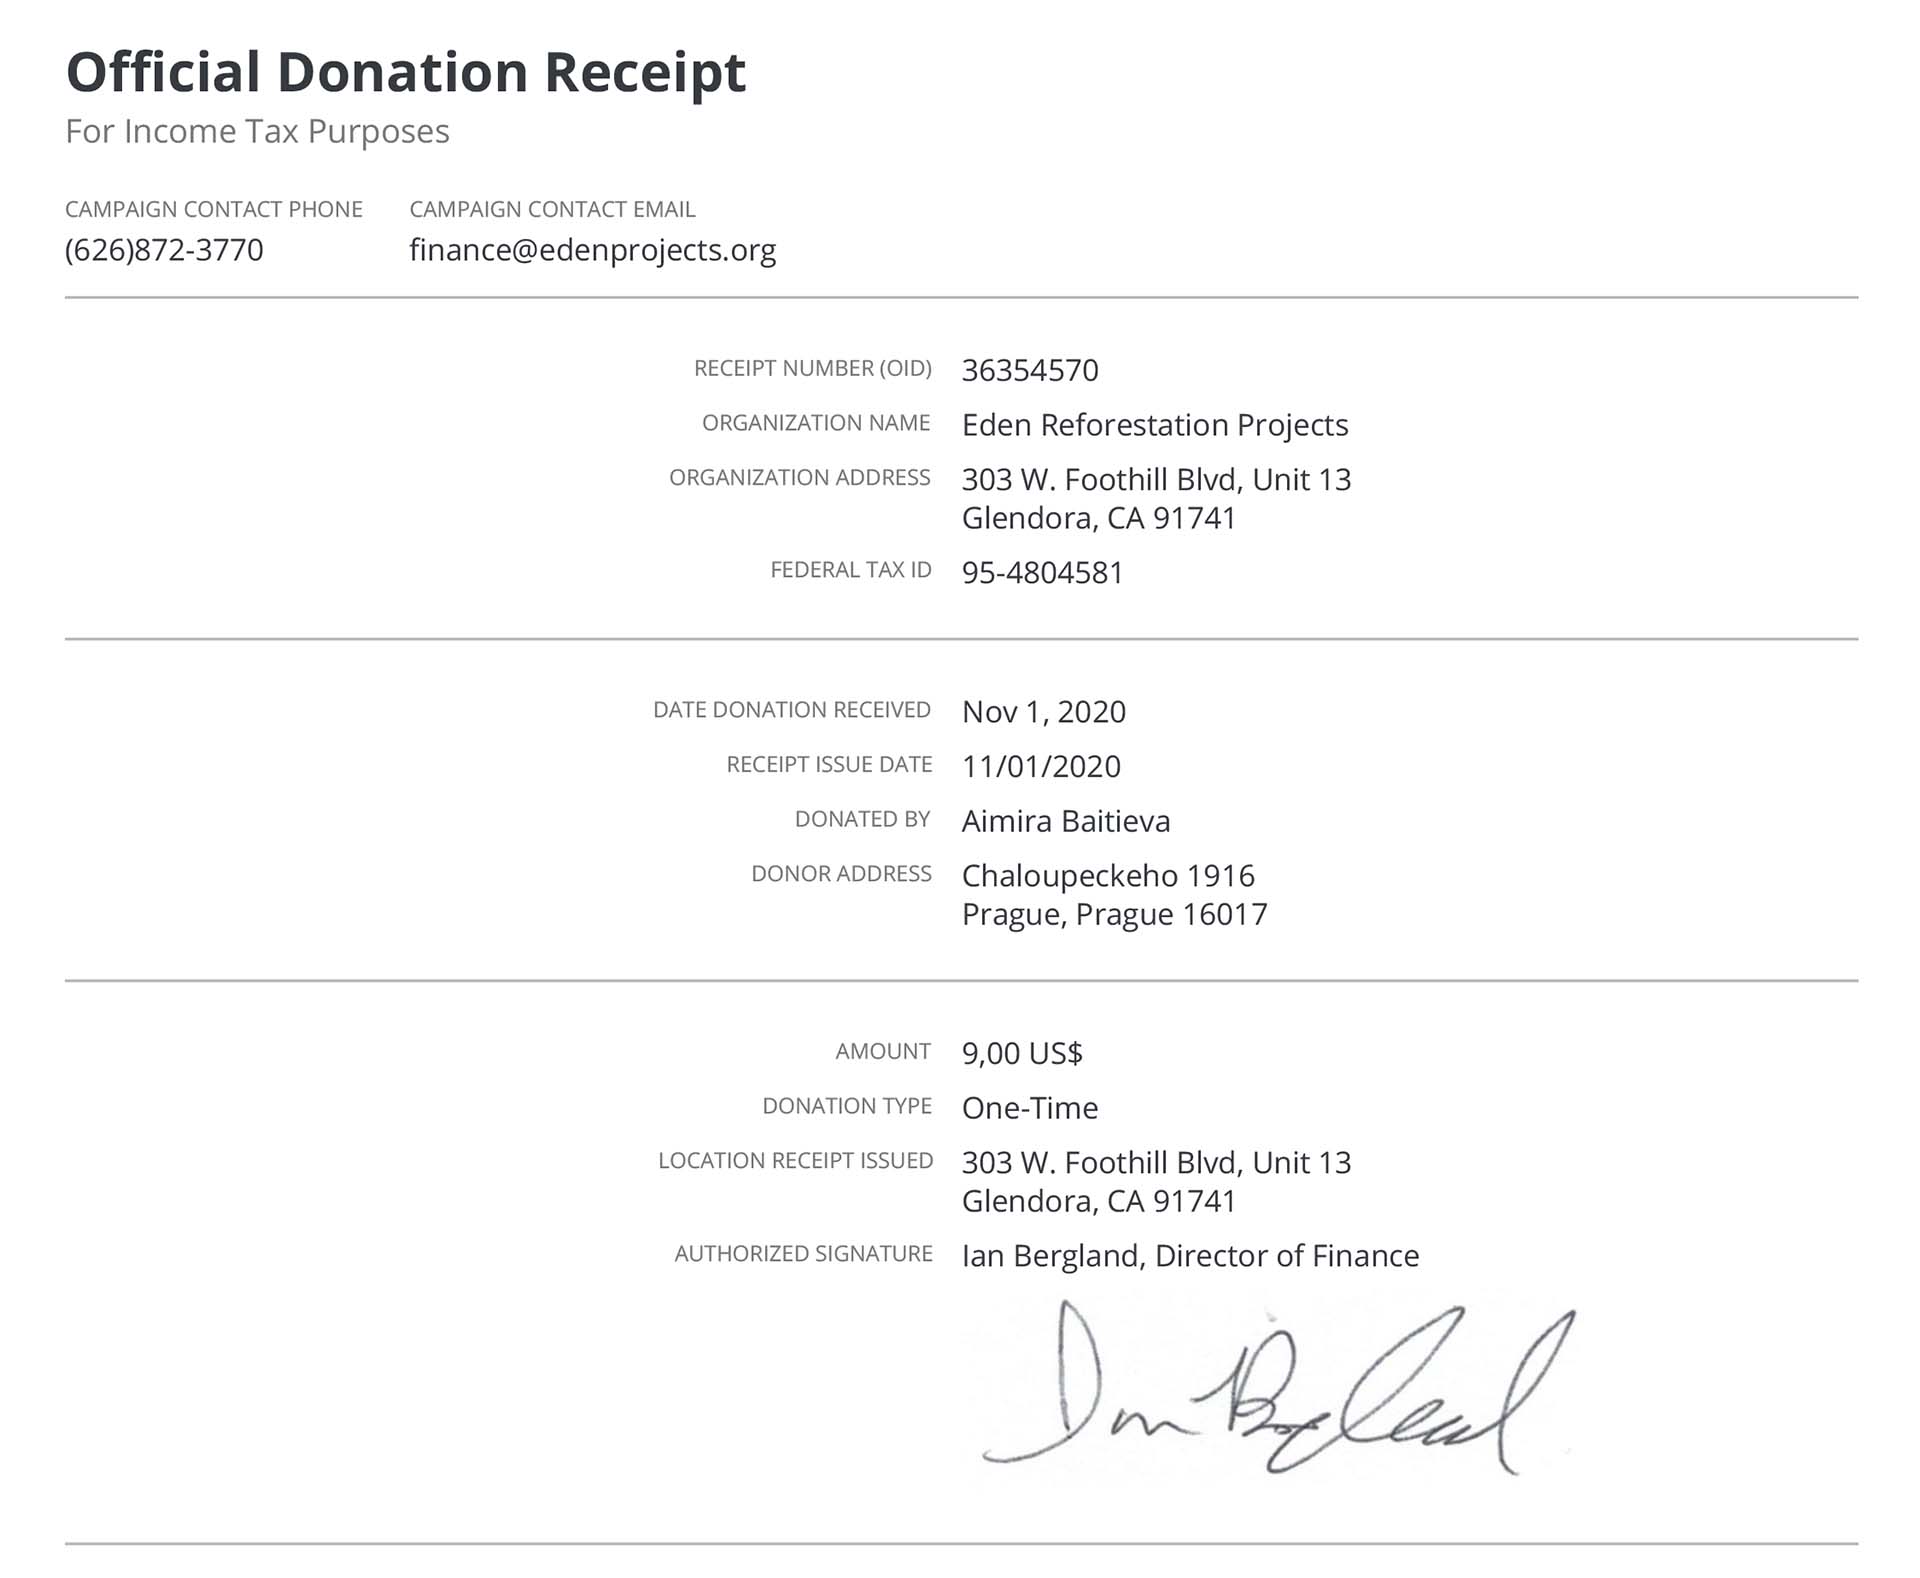 Official Donation Receipt
For Income Tax Purposes
CAMPAIGN CONTACT PHONE CAMPAIGN CONTACT EMAIL
(626)872-3770 finance@edenprojects.org
RECEIPT NUMBER (OID) 36354570
ORGANIZATION NAME Eden Reforestation Projects
ORGANIZATION ADDRESS 303 W. Foothill Blvd, Unit 13
Glendora, CA 91741
FEDERAL TAX ID 95-4804581
DATE DONATION RECEIVED Nov 1, 2020
RECEIPT ISSUE DATE 11/01/2020
DONATED BY Aimira Baitieva
DONOR ADDRESS Chaloupeckeho 1916
Prague, Prague 16017
AMOUNT 9,00 US$
DONATION TYPE One-Time
LOCATION RECEIPT ISSUED 303 W. Foothill Blvd, Unit 13
Glendora, CA 91741
AUTHORIZED SIGNATURE Ian Bergland, Director of Finance